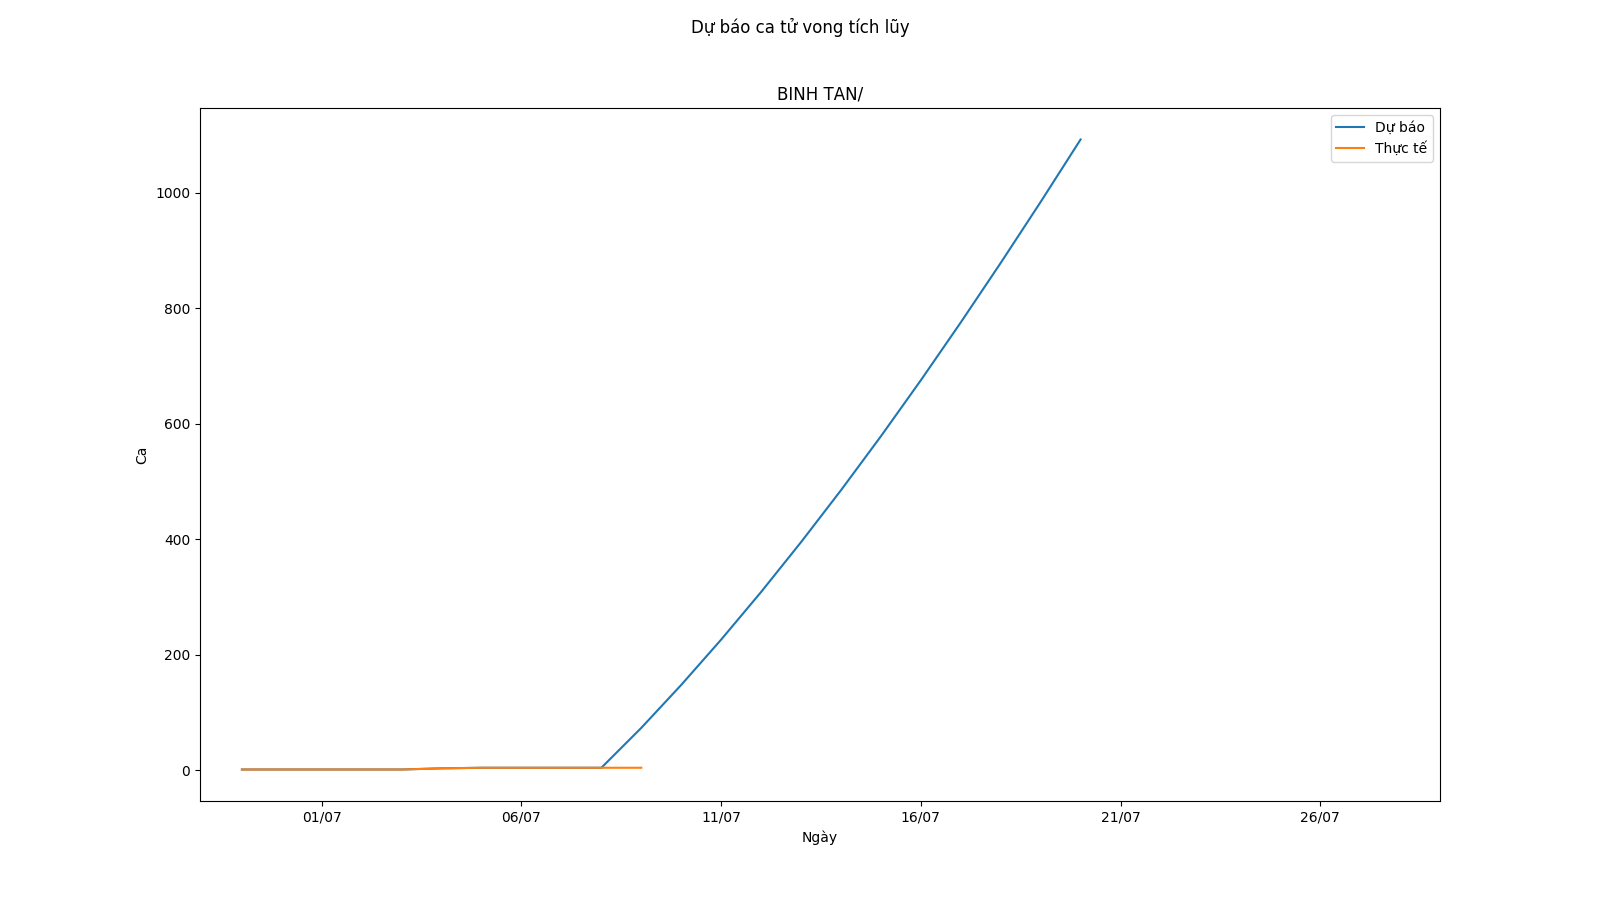 Dự báo ca tử vong tích lũy
BINH TAN/
Dự báo
Thực tế
1000
800
600
400
200
0
Ca
01/07
06/07
11/07
16/07
21/07
26/07
Ngày